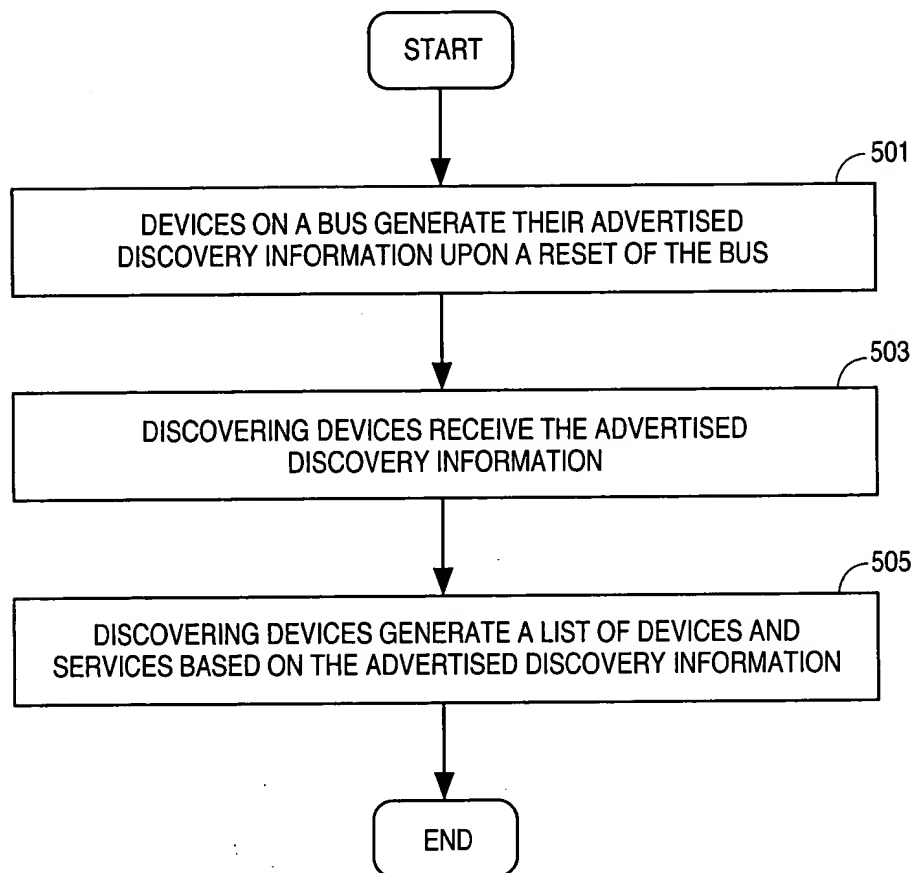 START
501
DEVICES ON A BUS GENERATE THEIR ADVERTISED
DISCOVERY INFORMATION UPON A RESET OF THE BUS
503
DISCOVERING DEVICES RECEIVE THE ADVERTISED
DISCOVERY INFORMATION
505
DISCOVERING DEVICES GENERATE A LIST OF DEVICES AND
SERVICES BASED ON THE ADVERTISED DISCOVERY INFORMATION
END